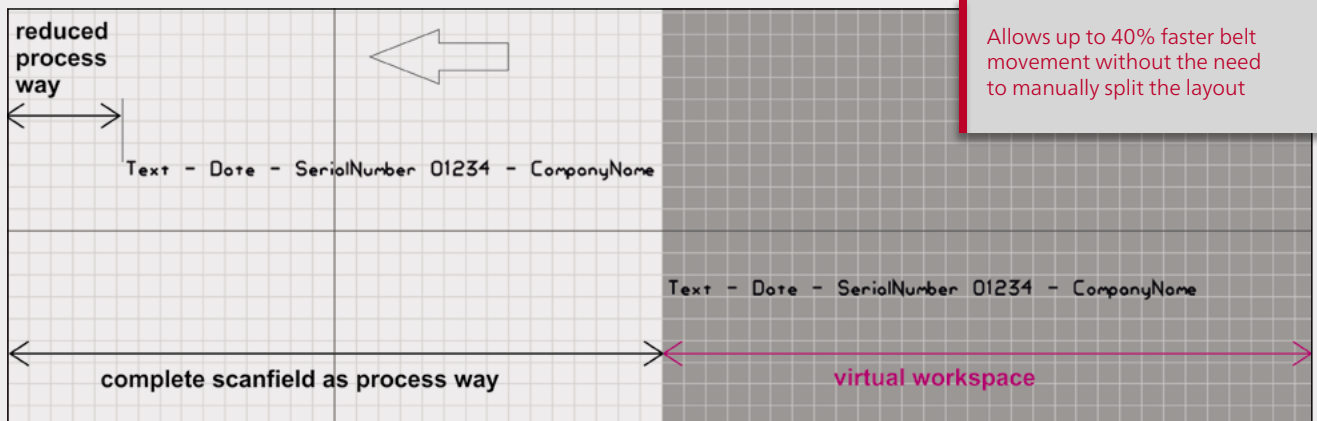 reduced
process
way
Allows up to 40% faster belt
movement without the need
to manually split the layout
Text - Date - SerialNumber 01234 - CompanyName
Text - Date - SerialNumber 01234 - CompanyName
complete scanfield as process way
virtual workspace